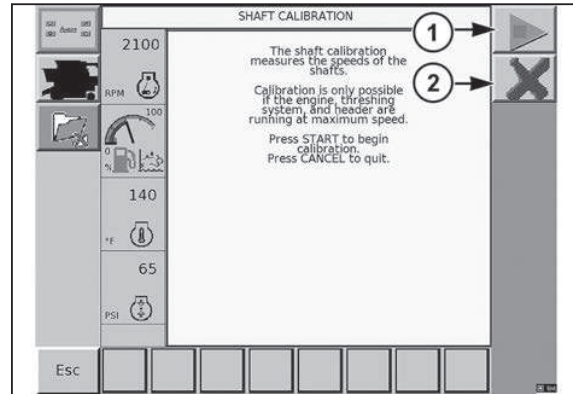 SHAFT CALIBRATION
1
2
2100
RPM
The shaft calibration
measures the speeds of the
shafts.
Calibration is only possible
if the engine, threshing
system, and header are
running at maximum speed.
Press START to begin
calibration.
Press CANCEL to quit.
100
0
%
140
°F
65
PSI
Esc